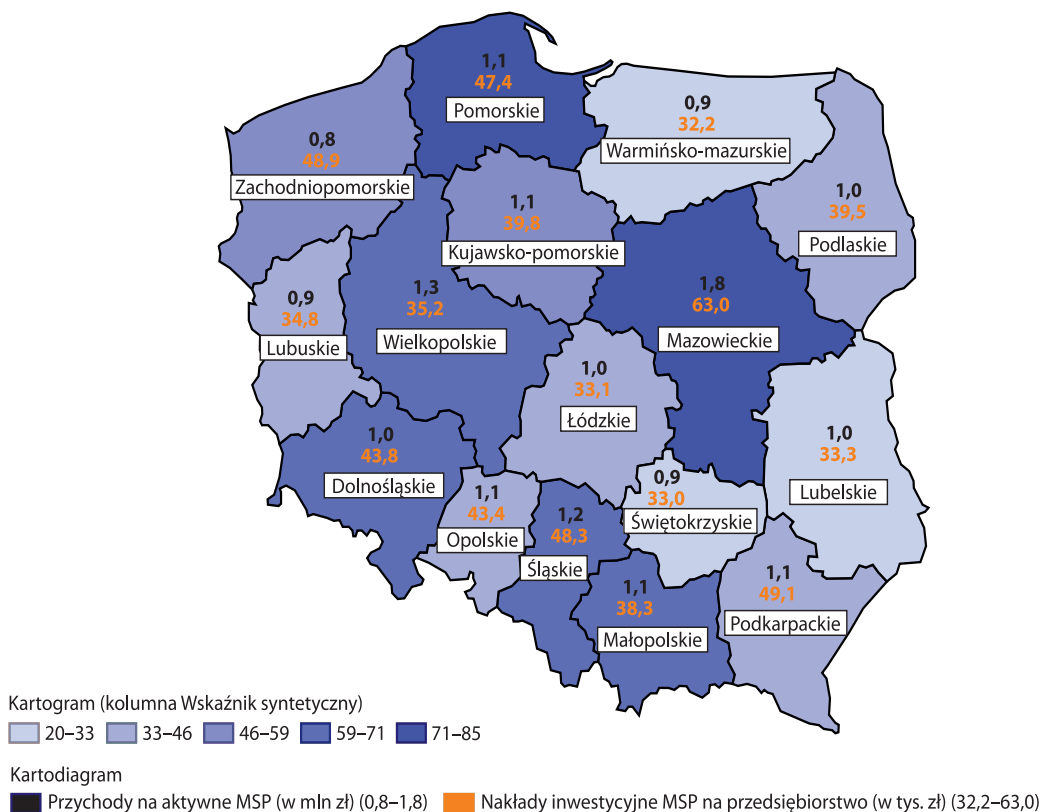 1,1
47,4
Pomorskie
0,9
32,2
Warmińsko-mazurskie
0,8
48,9
Zachodniopomorskie
1,0
39,5
Podlaskie
1,1
39,8
Kujawsko-pomorskie
1,8
63,0
Mazowieckie
1,3
35,2
Wielkopolskie
0,9
34,8
Lubuskie
1,0
33,1
Łódzkie
1,0
43,8
Dolnośląskie
1,0
33,3
Lubelskie
0,9
33,0
Świętokrzyskie
1,1
43,4
Opolskie
1,2
48,3
Śląskie
1,1
38,3
Małopolskie
1,1
49,1
Podkarpackie
Kartogram (kolumna Wskaźnik syntetyczny)
20–33 33–46 46–59 59–71 71–85
Kartodiagram
Przychody na aktywne MSP (w mln zł) (0,8–1,8) Nakłady inwestycyjne MSP na przedsiębiorstwo (w tys. zł) (32,2–63,0)